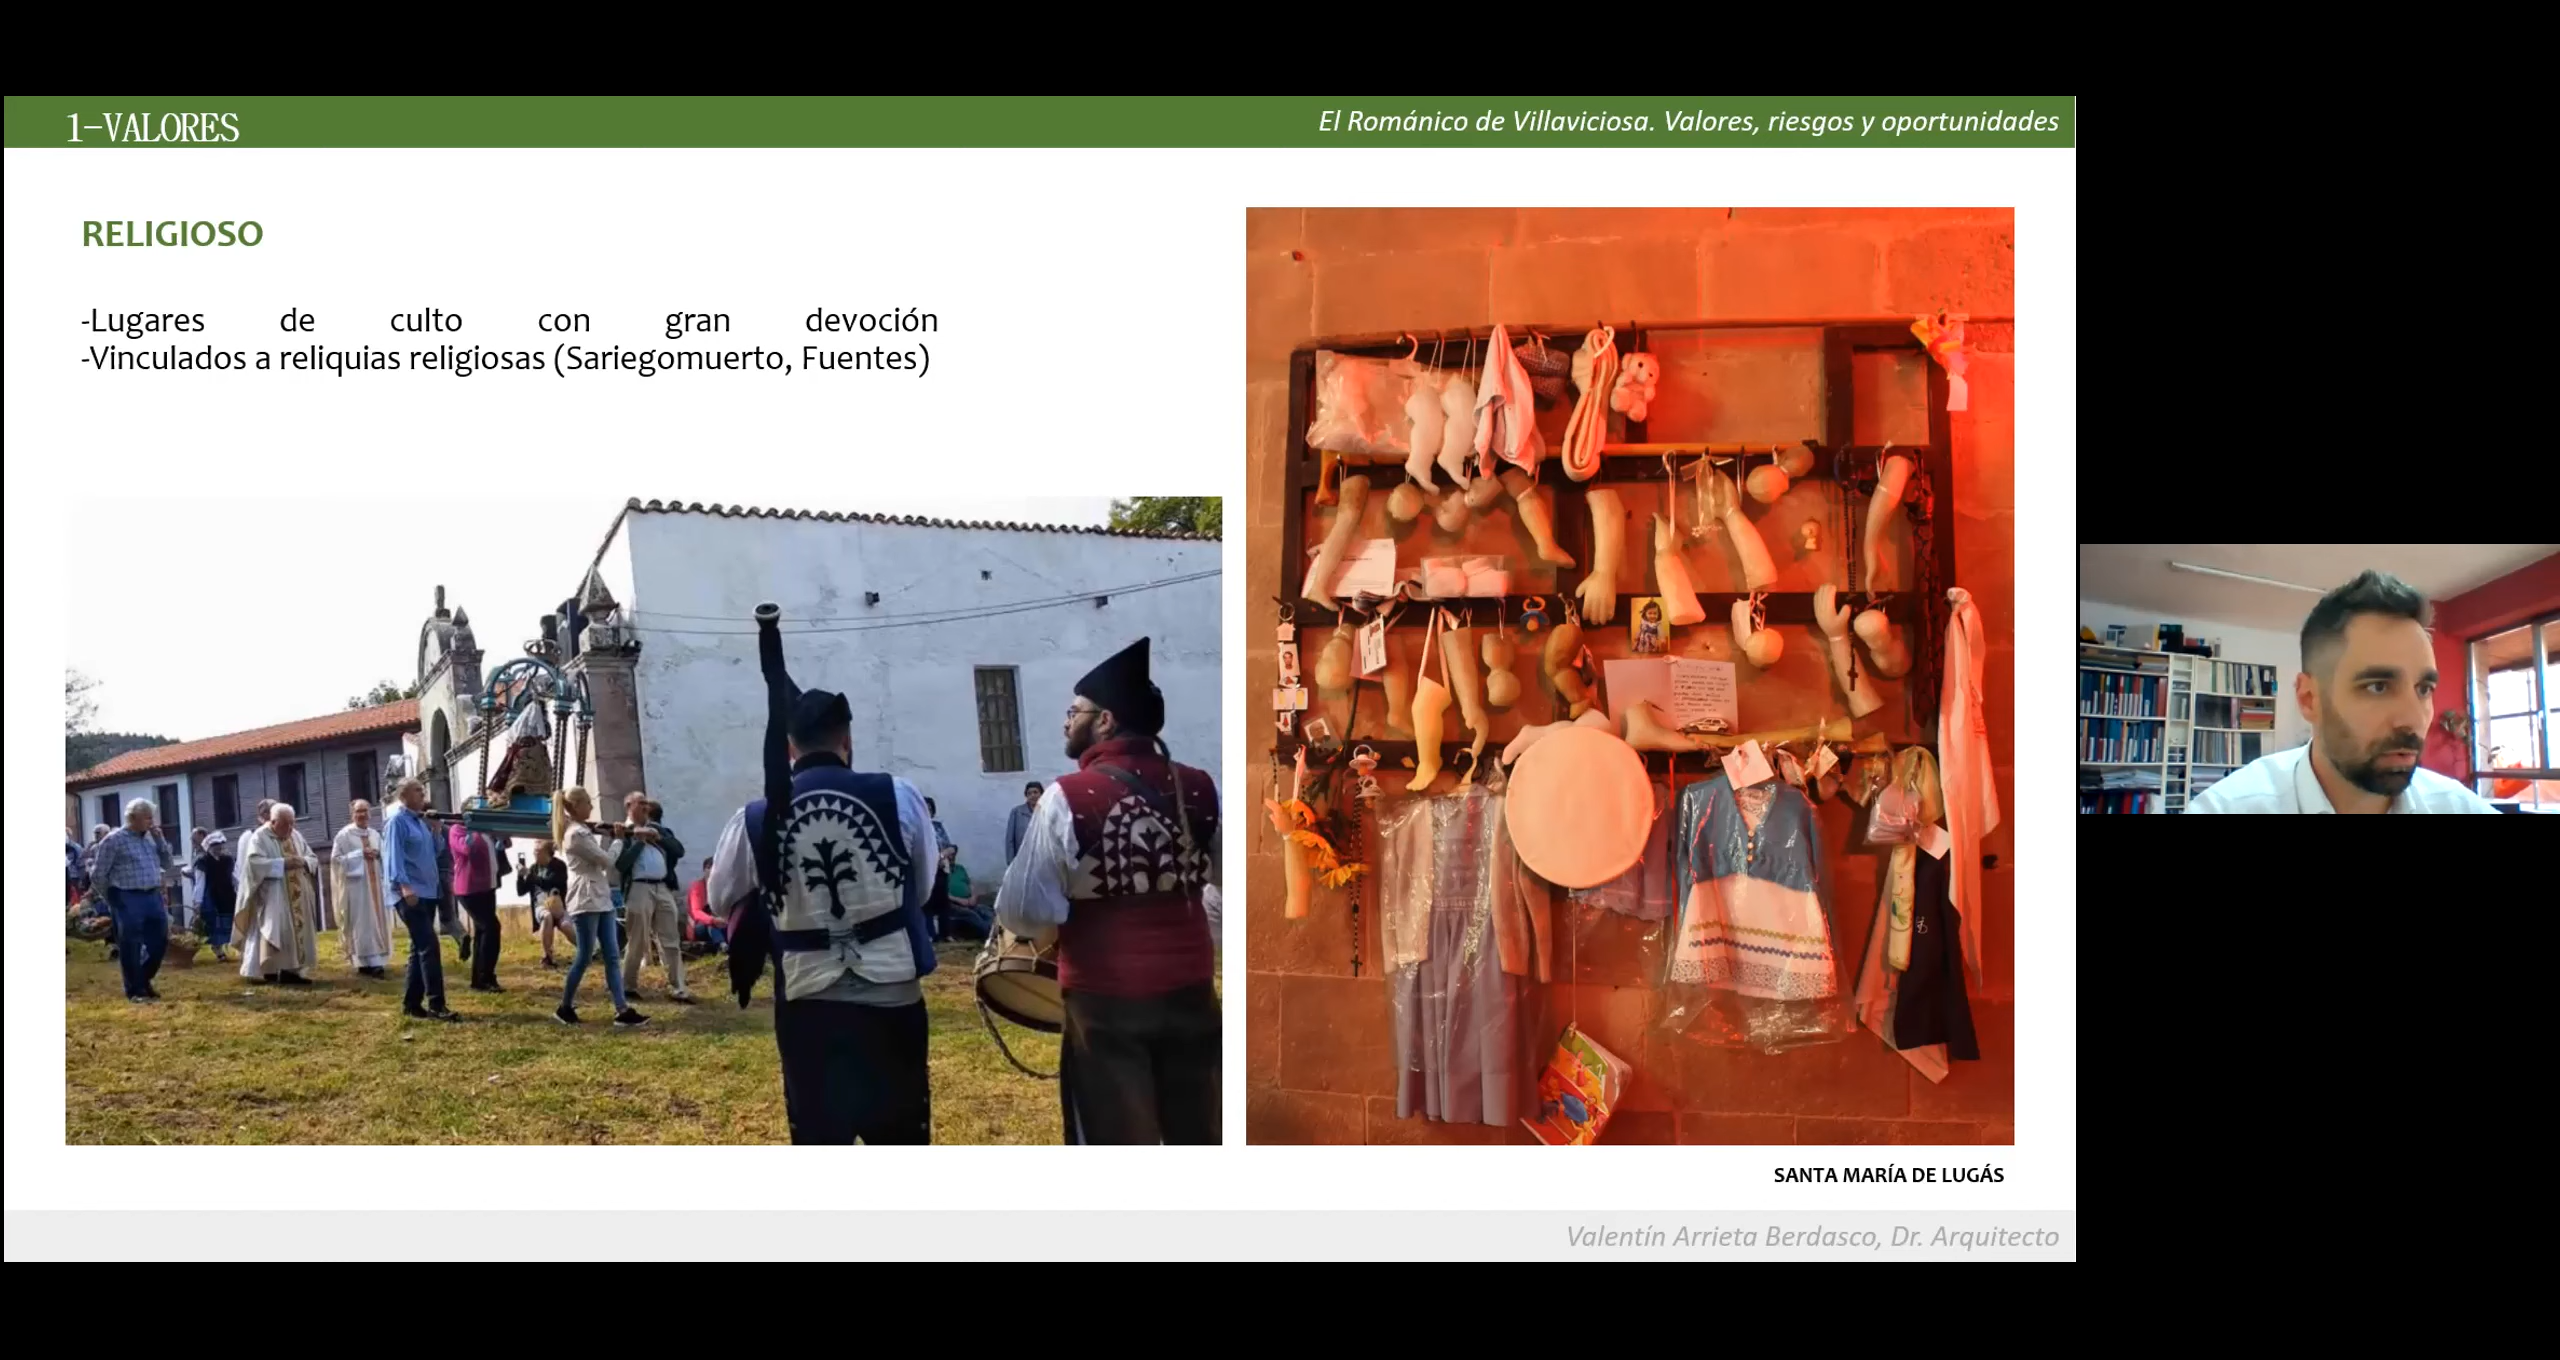 1-VALORES
El Románico de Villaviciosa. Valores, riesgos y oportunidades
RELIGIOSO
-Lugares de culto con gran devoción
-Vinculados a reliquias religiosas (Sariegomuerto, Fuentes)
SANTA MARÍA DE LUGÁS
Valentín Arrieta Berdasco, Dr. Arquitecto